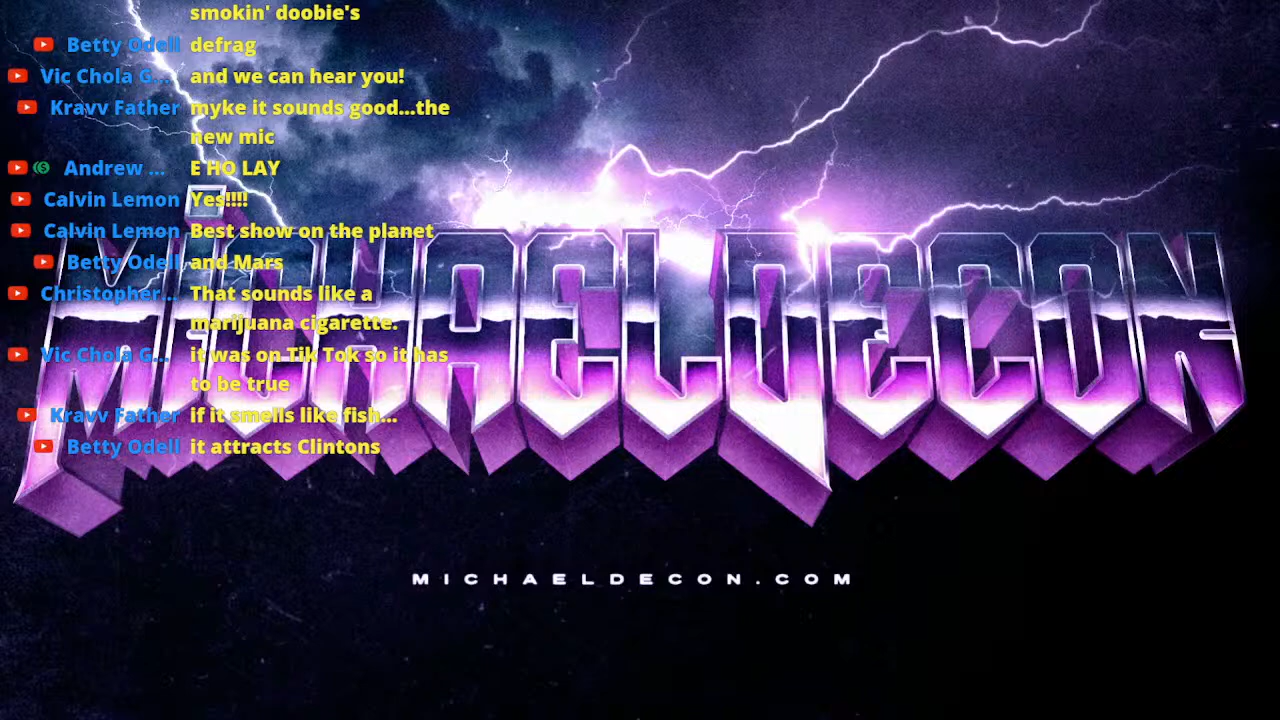 smokin' doobie's
Betty Odell defrag
Vic Chola G... and we can hear you!
Kravv Father myke it sounds good...the
new mic
Andrew ... E HO LAY
Calvin Lemon Yes!!!!
Calvin Lemon Best show on the planet
Betty Odell and Mars
Christopher... That sounds like a
marijuana cigarette.
Vic Chola G... it was on Tik Tok so it has
to be true
Kravv Father if it smells like fish...
Betty Odell it attracts Clintons
MiCHAELDECON
MICHAELDECON.COM